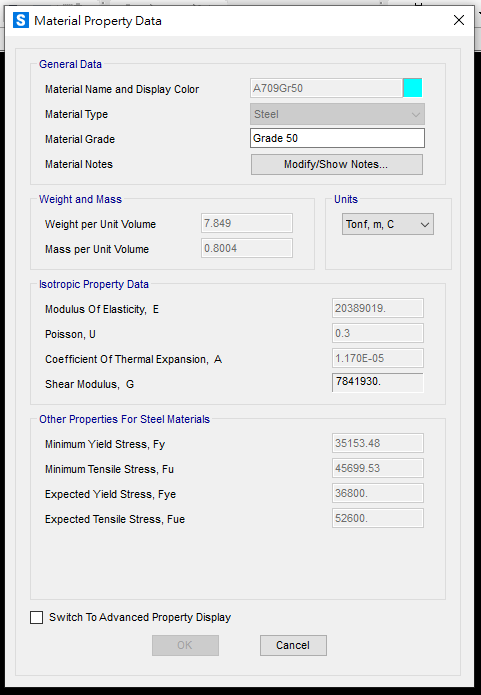 S Material Property Data
General Data
Material Name and Display Color A709Gr50
Material Type Steel
Material Grade Grade 50
Material Notes Modify/Show Notes...
Weight and Mass
Weight per Unit Volume 7.849
Mass per Unit Volume 0.8004
Units
Tonf, m, C
Isotropic Property Data
Modulus Of Elasticity, E 20389019.
Poisson, U 0.3
Coefficient Of Thermal Expansion, A 1.170E-05
Shear Modulus, G 7841930.
Other Properties For Steel Materials
Minimum Yield Stress, Fy 35153.48
Minimum Tensile Stress, Fu 45699.53
Expected Yield Stress, Fye 36800.
Expected Tensile Stress, Fue 52600.
Switch To Advanced Property Display
OK Cancel